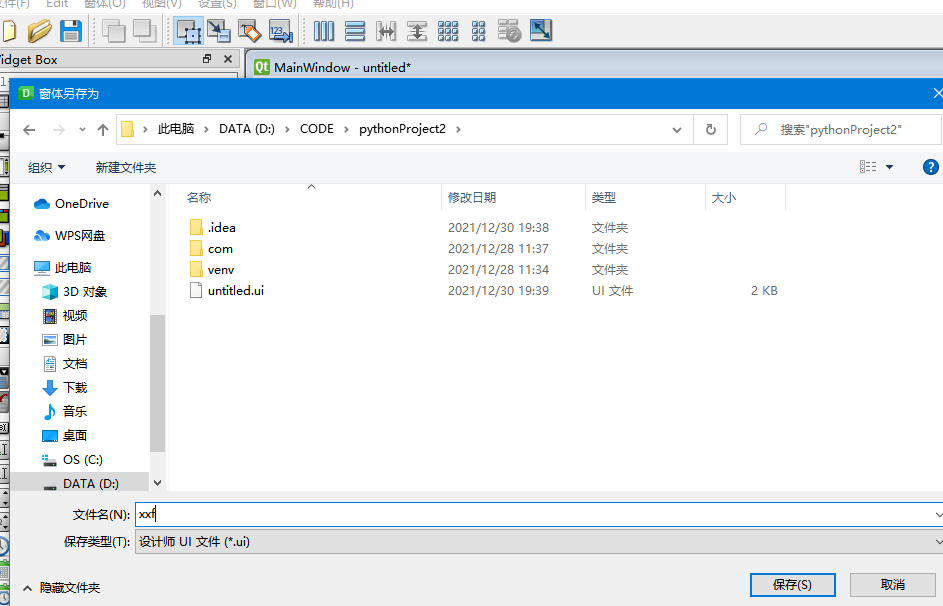 文件(F) Edit 窗体(O) 视图(V) 设置(S) 窗口(W) 帮助(H)
123
idget Box
Qt MainWindow - untitled*
D 窗体另存为
此电脑 DATA (D:) CODE pythonProject2
搜索"pythonProject2"
组织 新建文件夹
?
OneDrive
WPS网盘
此电脑
3D 对象
视频
图片
文档
下载
音乐
桌面
OS (C:)
DATA (D:)
名称 修改日期 类型 大小
.idea 2021/12/30 19:38 文件夹
com 2021/12/28 11:37 文件夹
venv 2021/12/28 11:34 文件夹
untitled.ui 2021/12/30 19:39 UI 文件 2 KB
文件名(N): xxf
保存类型(T): 设计师 UI 文件 (*.ui)
隐藏文件夹 保存(S) 取消